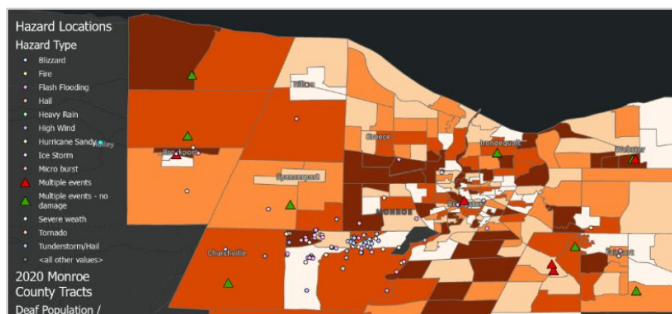 Hazard Locations
Hazard Type
Blizzard
Fire
Flash Flooding
Hail
Heavy Rain
High Wind
Hurricane Sandy
Ice Storm
Micro burst
Multiple events
Multiple events - no
damage
Severe weath
Tornado
Tunderstorm/Hail
<all other values>
2020 Monroe
County Tracts
Deaf Population /
Hilton
Greece
Irondequoit
Webster
Spencerport
MONROE
Churchville